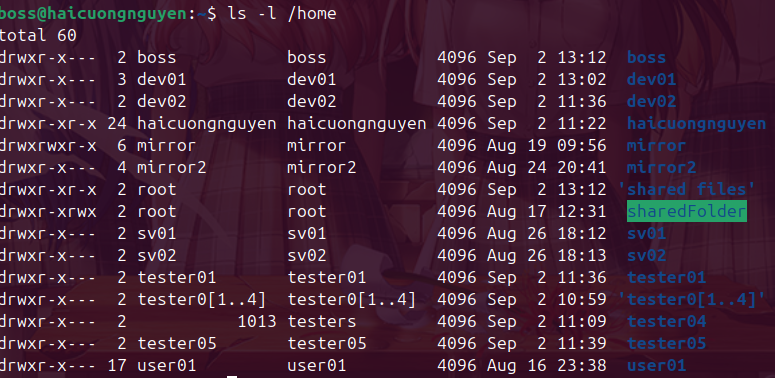 boss@haicuongnguyen:~$ ls -l /home
total 60
drwxr-x---  2 boss          boss          4096 Sep  2 13:12  boss
drwxr-x---  3 dev01         dev01         4096 Sep  2 13:02  dev01
drwxr-x---  2 dev02         dev02         4096 Sep  2 11:36  dev02
drwxr-xr-x 24 haicuongnguyen haicuongnguyen 4096 Sep  2 11:22  haicuongnguyen
drwxrwxr-x  6 mirror        mirror        4096 Aug 19 09:56  mirror
drwxr-x---  4 mirror2       mirror2       4096 Aug 24 20:41  mirror2
drwxr-xr-x  2 root          root          4096 Sep  2 13:12 'shared files'
drwxr-xrwx  2 root          root          4096 Aug 17 12:31  sharedFolder
drwxr-x---  2 sv01          sv01          4096 Aug 26 18:12  sv01
drwxr-x---  2 sv02          sv02          4096 Aug 26 18:13  sv02
drwxr-x---  2 tester01      tester01      4096 Sep  2 11:36  tester01
drwxr-x---  2 tester0[1..4] tester0[1..4] 4096 Sep  2 10:59 'tester0[1..4]'
drwxr-x---  2          1013 testers       4096 Sep  2 11:09  tester04
drwxr-x---  2 tester05      tester05      4096 Sep  2 11:39  tester05
drwxr-x--- 17 user01        user01        4096 Aug 16 23:38  user01